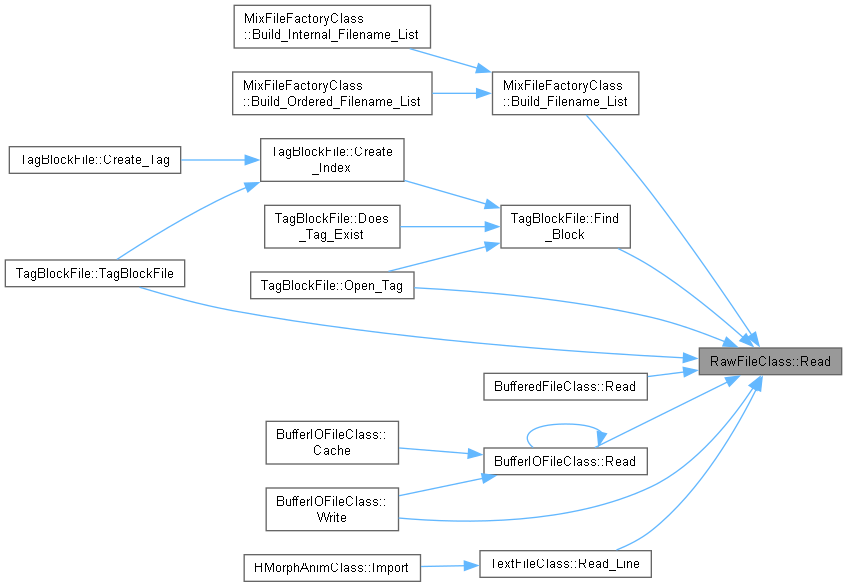 MixFileFactoryClass
::Build_Internal_Filename_List
MixFileFactoryClass
::Build_Ordered_Filename_List
MixFileFactoryClass
::Build_Filename_List
TagBlockFile::Create_Tag
TagBlockFile::Create
_Index
TagBlockFile::Does
_Tag_Exist
TagBlockFile::Find
_Block
TagBlockFile::TagBlockFile
TagBlockFile::Open_Tag
RawFileClass::Read
BufferedFileClass::Read
BufferIOFileClass::
Cache
BufferIOFileClass::Read
BufferIOFileClass::
Write
HMorphAnimClass::Import
TextFileClass::Read_Line